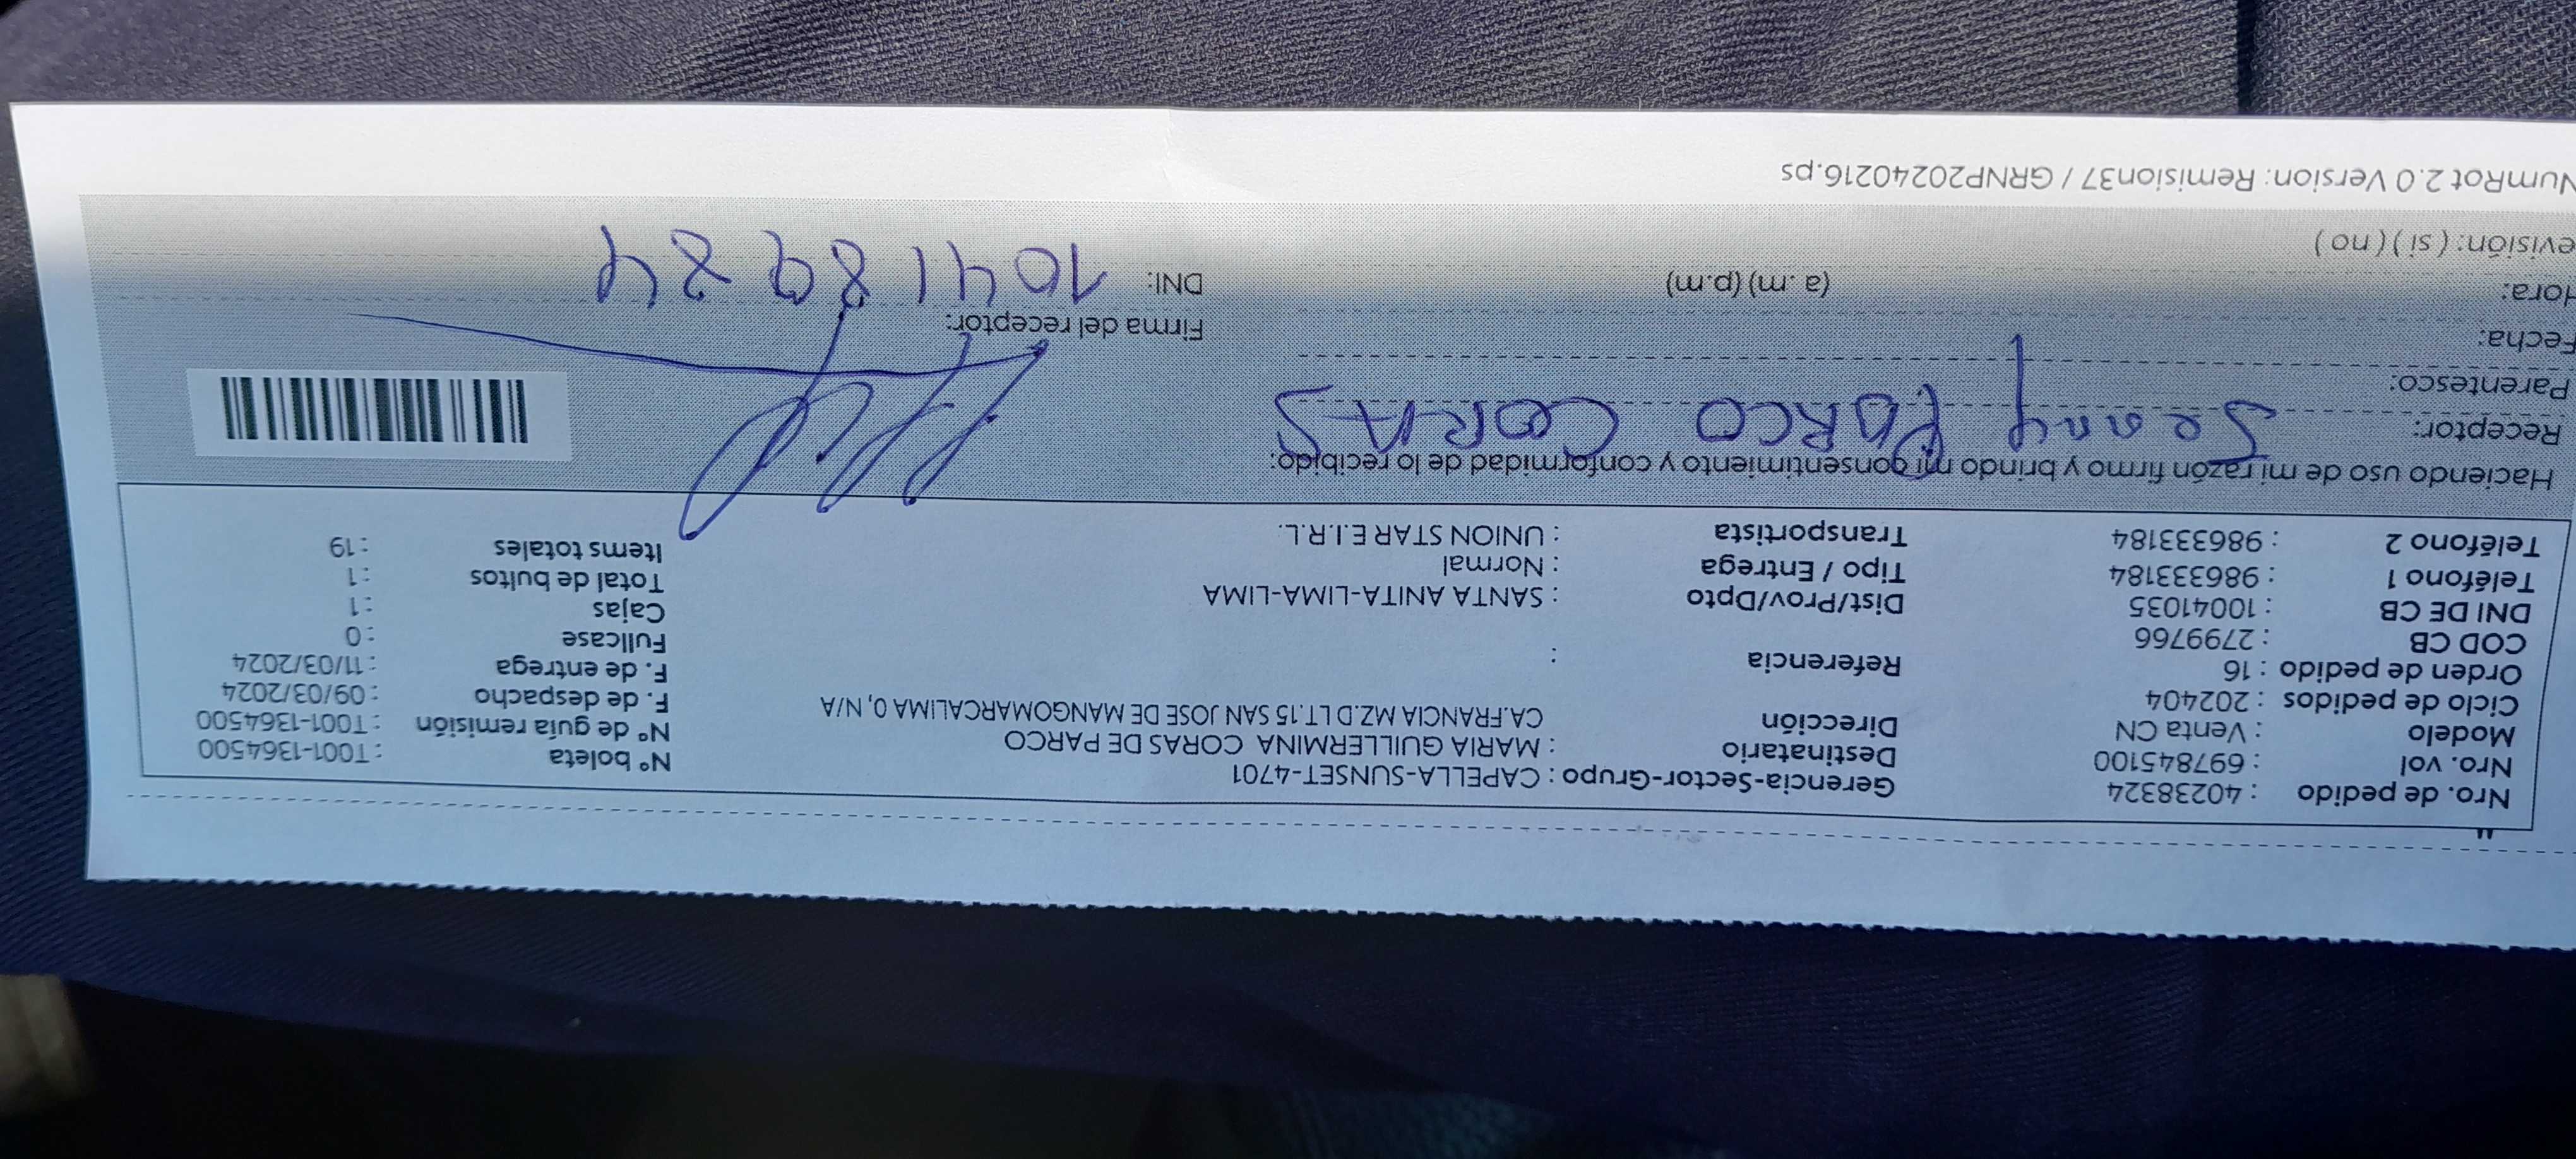 Nro. de pedido : 40238324
Nro. vol : 697845100
Modelo : Venta CN
Ciclo de pedidos : 202404
Orden de pedido : 16
COD CB : 2799766
DNI DE CB : 10041035
Teléfono 1 : 986333184
Teléfono 2 : 986333184
Gerencia-Sector-Grupo : CAPELLA-SUNSET-4701
Destinatario : MARIA GUILLERMINA CORAS DE PARCO
Dirección CA.FRANCIA MZ.D LT.15 SAN JOSE DE MANGOMARCALIMA 0, N/A
Referencia :
Dist/Prov/Dpto : SANTA ANITA-LIMA-LIMA
Tipo / Entrega : Normal
Transportista : UNION STAR E.I.R.L.
N° boleta : T001-1364500
N° de guía remisión : T001-1364500
F. de despacho : 09/03/2024
F. de entrega : 11/03/2024
Fullcase : 0
Cajas : 1
Total de bultos : 1
Items totales : 19
Haciendo uso de mi razón firmo y brindo mi consentimiento y conformidad de lo recibido:
Receptor: Seany PARCO CORAS
Parentesco:
Fecha:
Hora: (a .m) (p.m)
evisión: ( si ) ( no )
Firma del receptor:
DNI: 104189784
NumRot 2.0 Version: Remision37 / GRNP20240216.ps